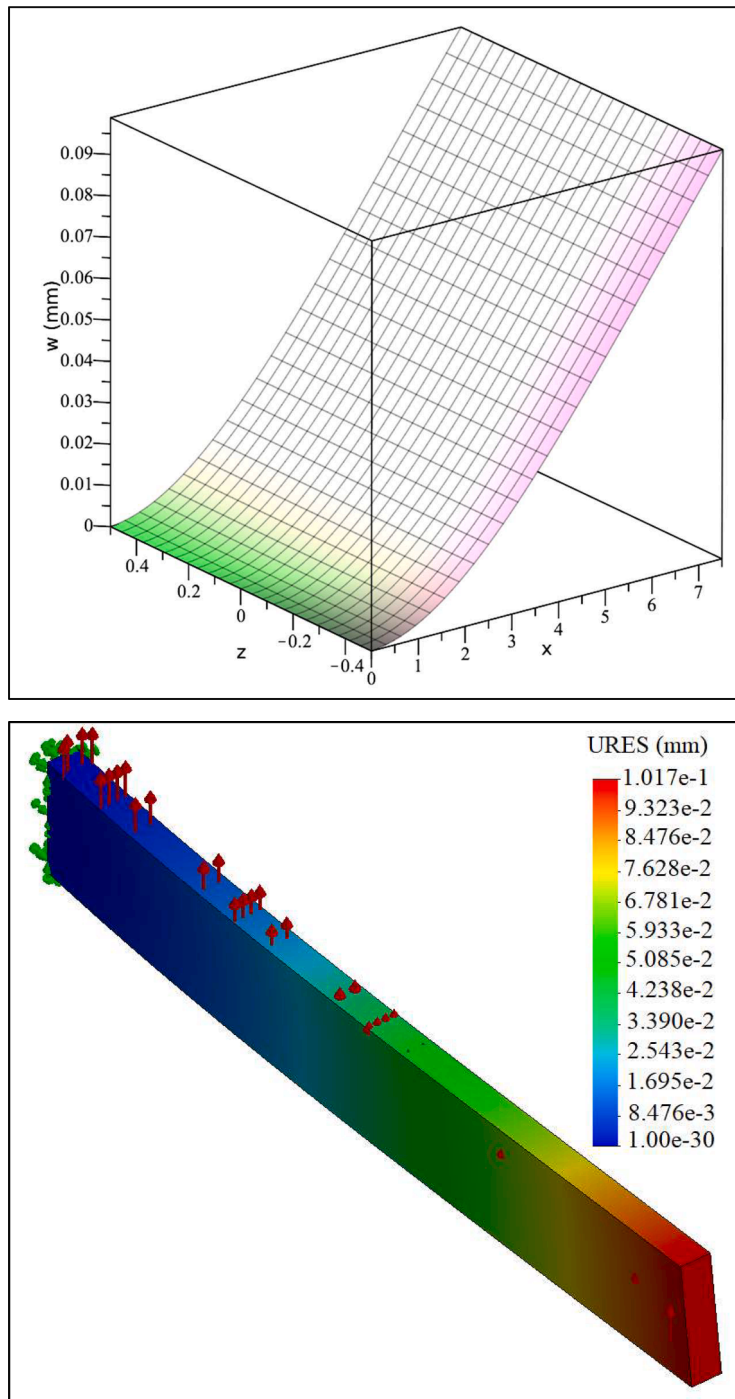 0.09
0.08
0.07
0.06
0.05
0.04
0.03
0.02
0.01
0
w (mm)
0.4
0.2
0
−0.2
−0.4
z
0
1
2
3
4
5
6
7
x
URES (mm)
1.017e-1
9.323e-2
8.476e-2
7.628e-2
6.781e-2
5.933e-2
5.085e-2
4.238e-2
3.390e-2
2.543e-2
1.695e-2
8.476e-3
1.00e-30